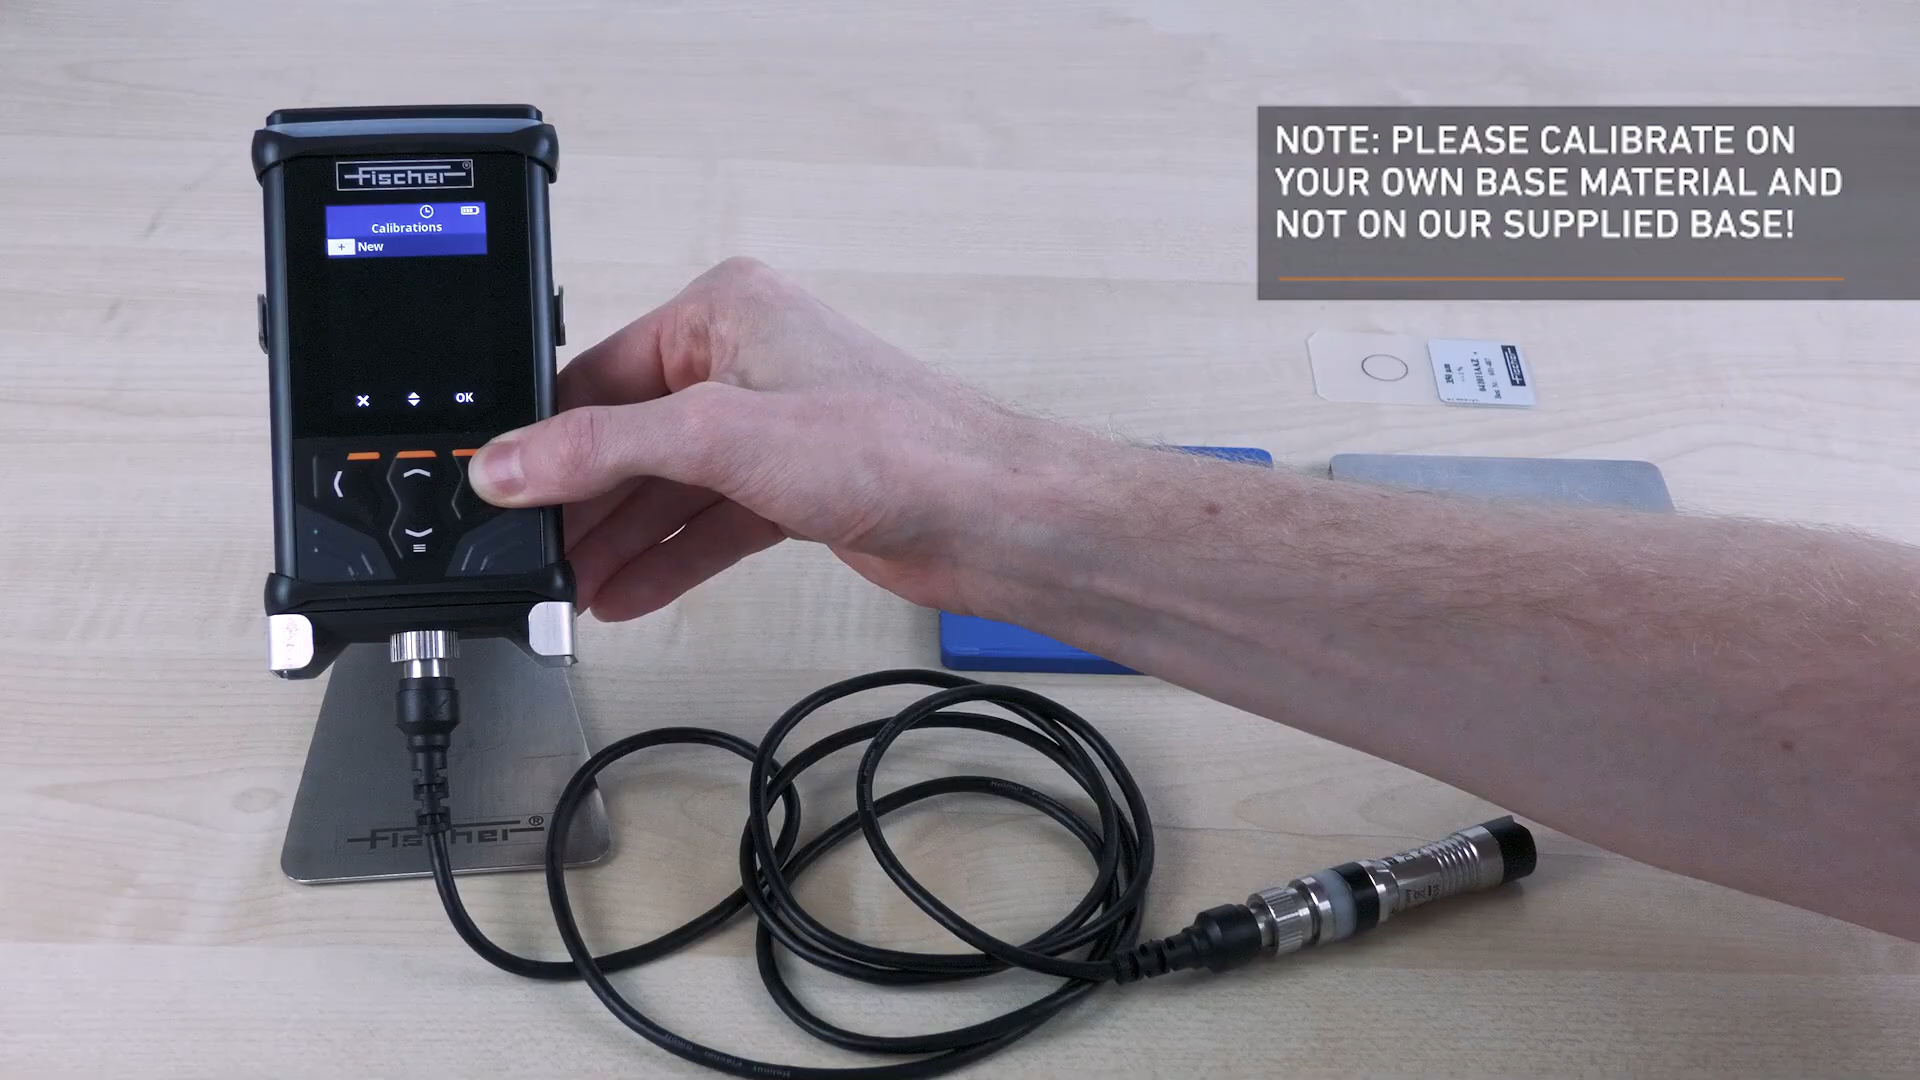 Fischer®
Calibrations
+ New
OK
NOTE: PLEASE CALIBRATE ON
YOUR OWN BASE MATERIAL AND
NOT ON OUR SUPPLIED BASE!
Fischer
Fischer®